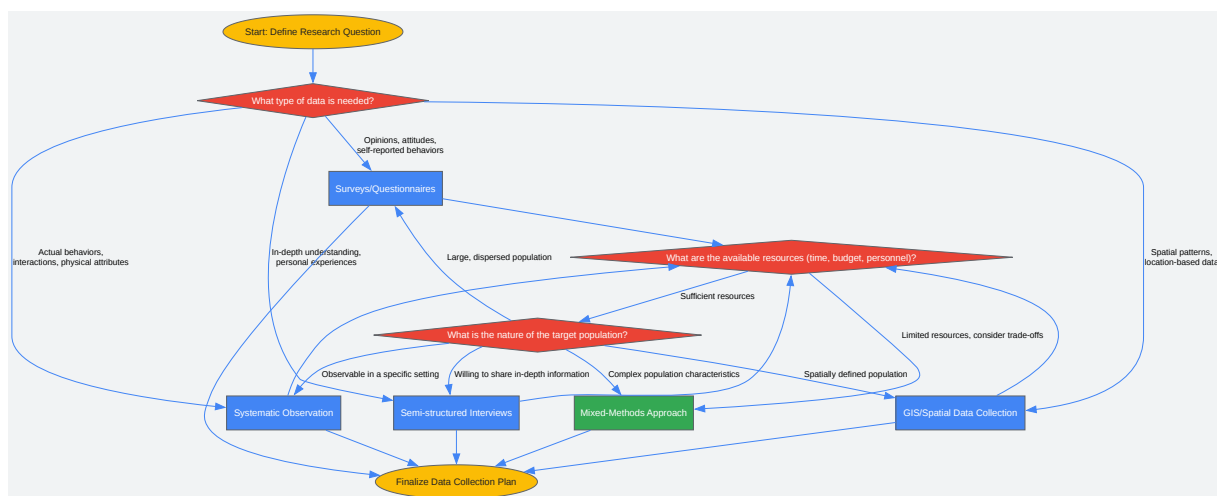 Start: Define Research Question
What type of data is needed?
Opinions, attitudes,
self-reported behaviors
Surveys/Questionnaires
Actual behaviors,
interactions, physical attributes
In-depth understanding,
personal experiences
Large, dispersed population
What are the available resources (time, budget, personnel)?
Spatial patterns,
location-based data
Sufficient resources
What is the nature of the target population?
Limited resources, consider trade-offs
Observable in a specific setting
Willing to share in-depth information
Complex population characteristics
Spatially defined population
Systematic Observation
Semi-structured Interviews
Mixed-Methods Approach
GIS/Spatial Data Collection
Finalize Data Collection Plan